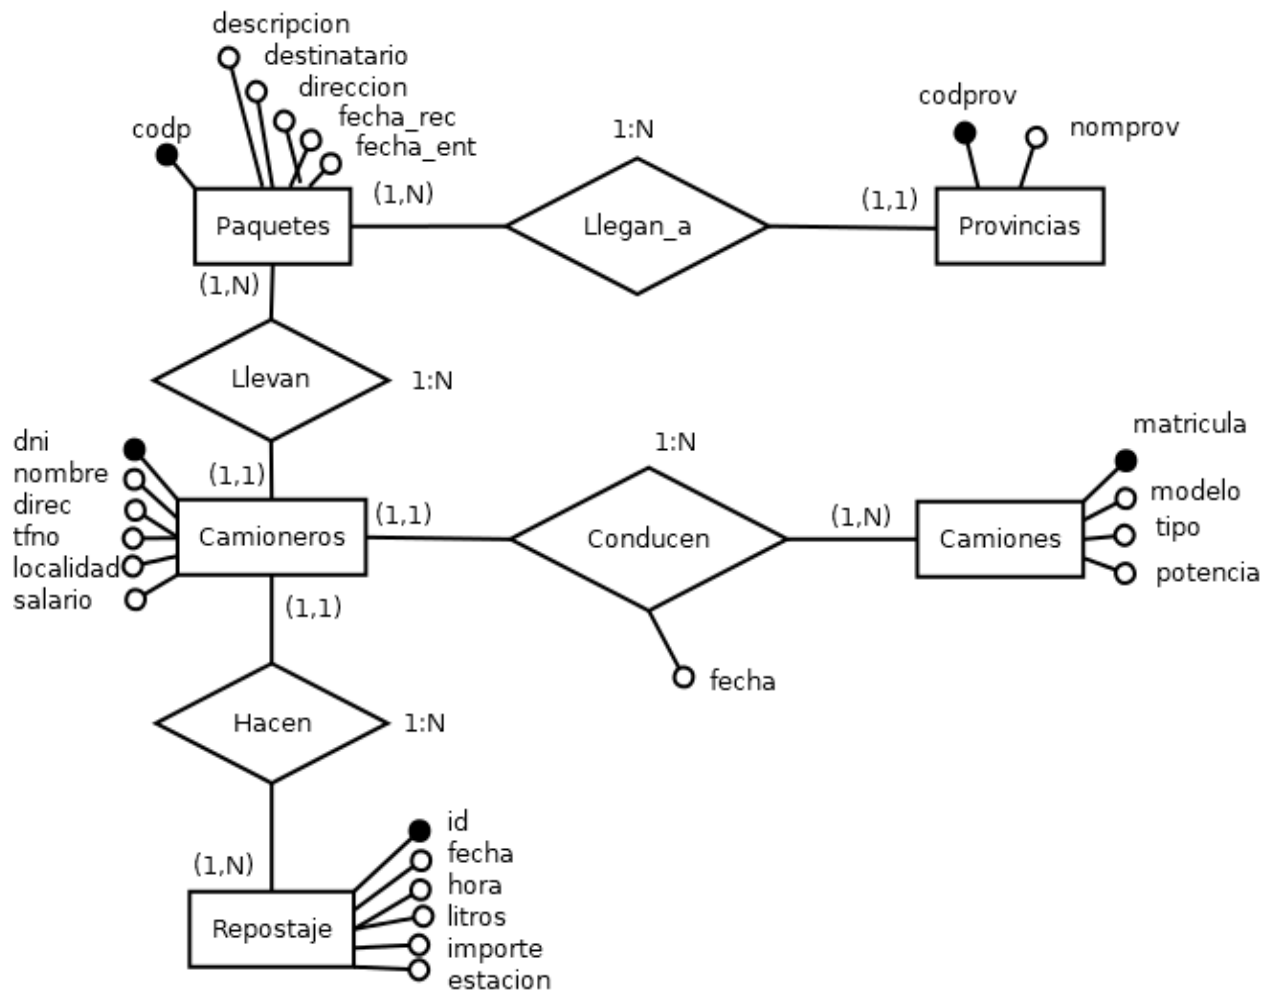 descripcion
destinatario
direccion
fecha_rec
fecha_ent
codp
Paquetes
(1,N)
1:N
Llegan_a
(1,1)
codprov
nomprov
Provincias
(1,N)
Llevan
1:N
(1,1)
dni
nombre
direc
tfno
localidad
salario
Camioneros
(1,1)
1:N
Conducen
fecha
(1,N)
matricula
modelo
tipo
potencia
Camiones
(1,1)
Hacen
1:N
(1,N)
Repostaje
id
fecha
hora
litros
importe
estacion